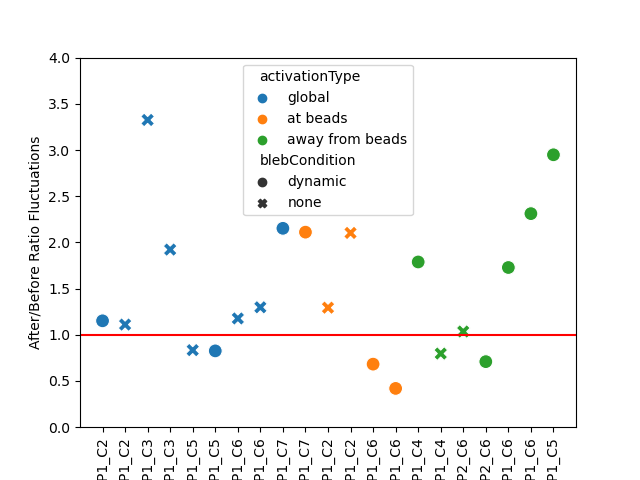 4.0
3.5
3.0
2.5
2.0
1.5
1.0
0.5
0.0
After/Before Ratio Fluctuations
activationType
global
at beads
away from beads
blebCondition
dynamic
none
P1_C2
P1_C2
P1_C3
P1_C3
P1_C5
P1_C5
P1_C6
P1_C6
P1_C7
P1_C7
P1_C2
P1_C2
P1_C6
P1_C6
P1_C4
P1_C4
P2_C6
P2_C6
P1_C6
P1_C6
P1_C5